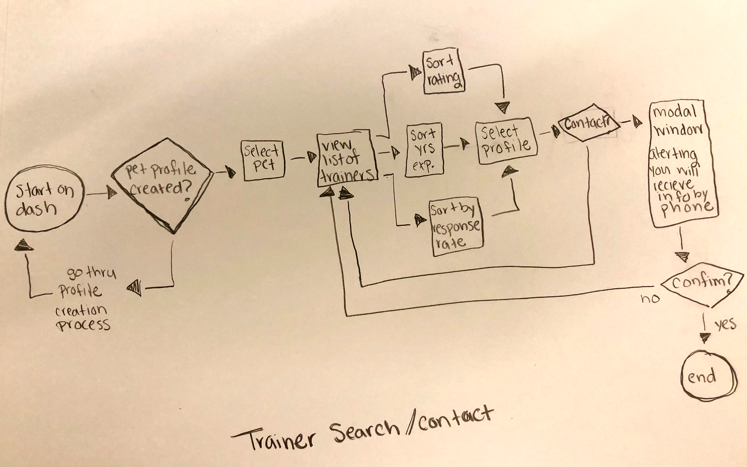 Start on
dash
pet profile
created?
go thru
profile
creation
process
Select
pet
view
list of
trainers
Sort
rating
Sort
yrs
exp.
Sort by
response
rate
Select
profile
Contact?
modal
window
alerting
you will
recieve
info by
phone
Confim?
no
yes
end
Trainer Search/contact